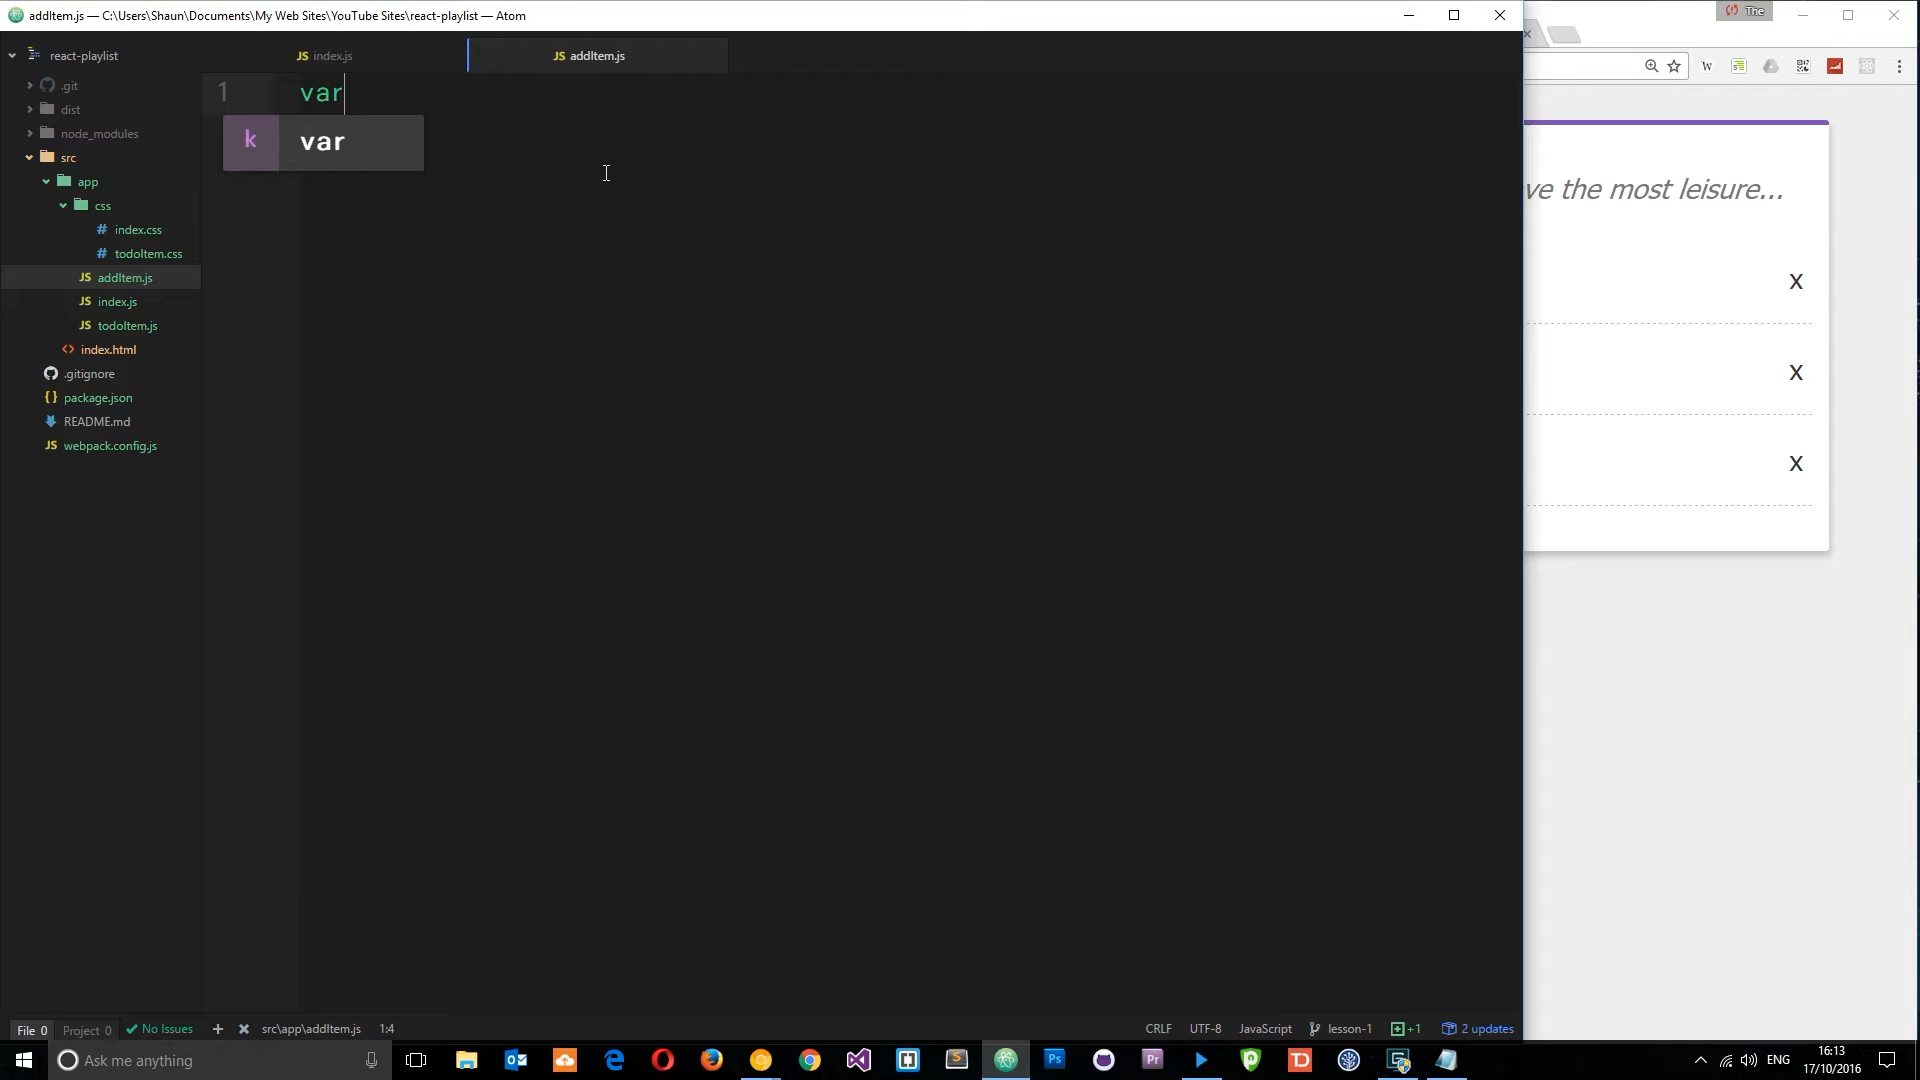 addItem.js — C:\Users\Shaun\Documents\My Web Sites\YouTube Sites\react-playlist — Atom
The
react-playlist
JS index.js
JS addItem.js
.git
dist
node_modules
src
app
css
# index.css
# todoItem.css
JS addItem.js
JS index.js
JS todoItem.js
<> index.html
.gitignore
{} package.json
README.md
JS webpack.config.js
1 var
k var
W
ve the most leisure...
X
X
X
File 0 Project 0 No Issues + src\app\addItem.js 1:4
CRLF UTF-8 JavaScript lesson-1 +1 2 updates
Ask me anything
S
Ps
Pr
TD
ENG
16:13
17/10/2016